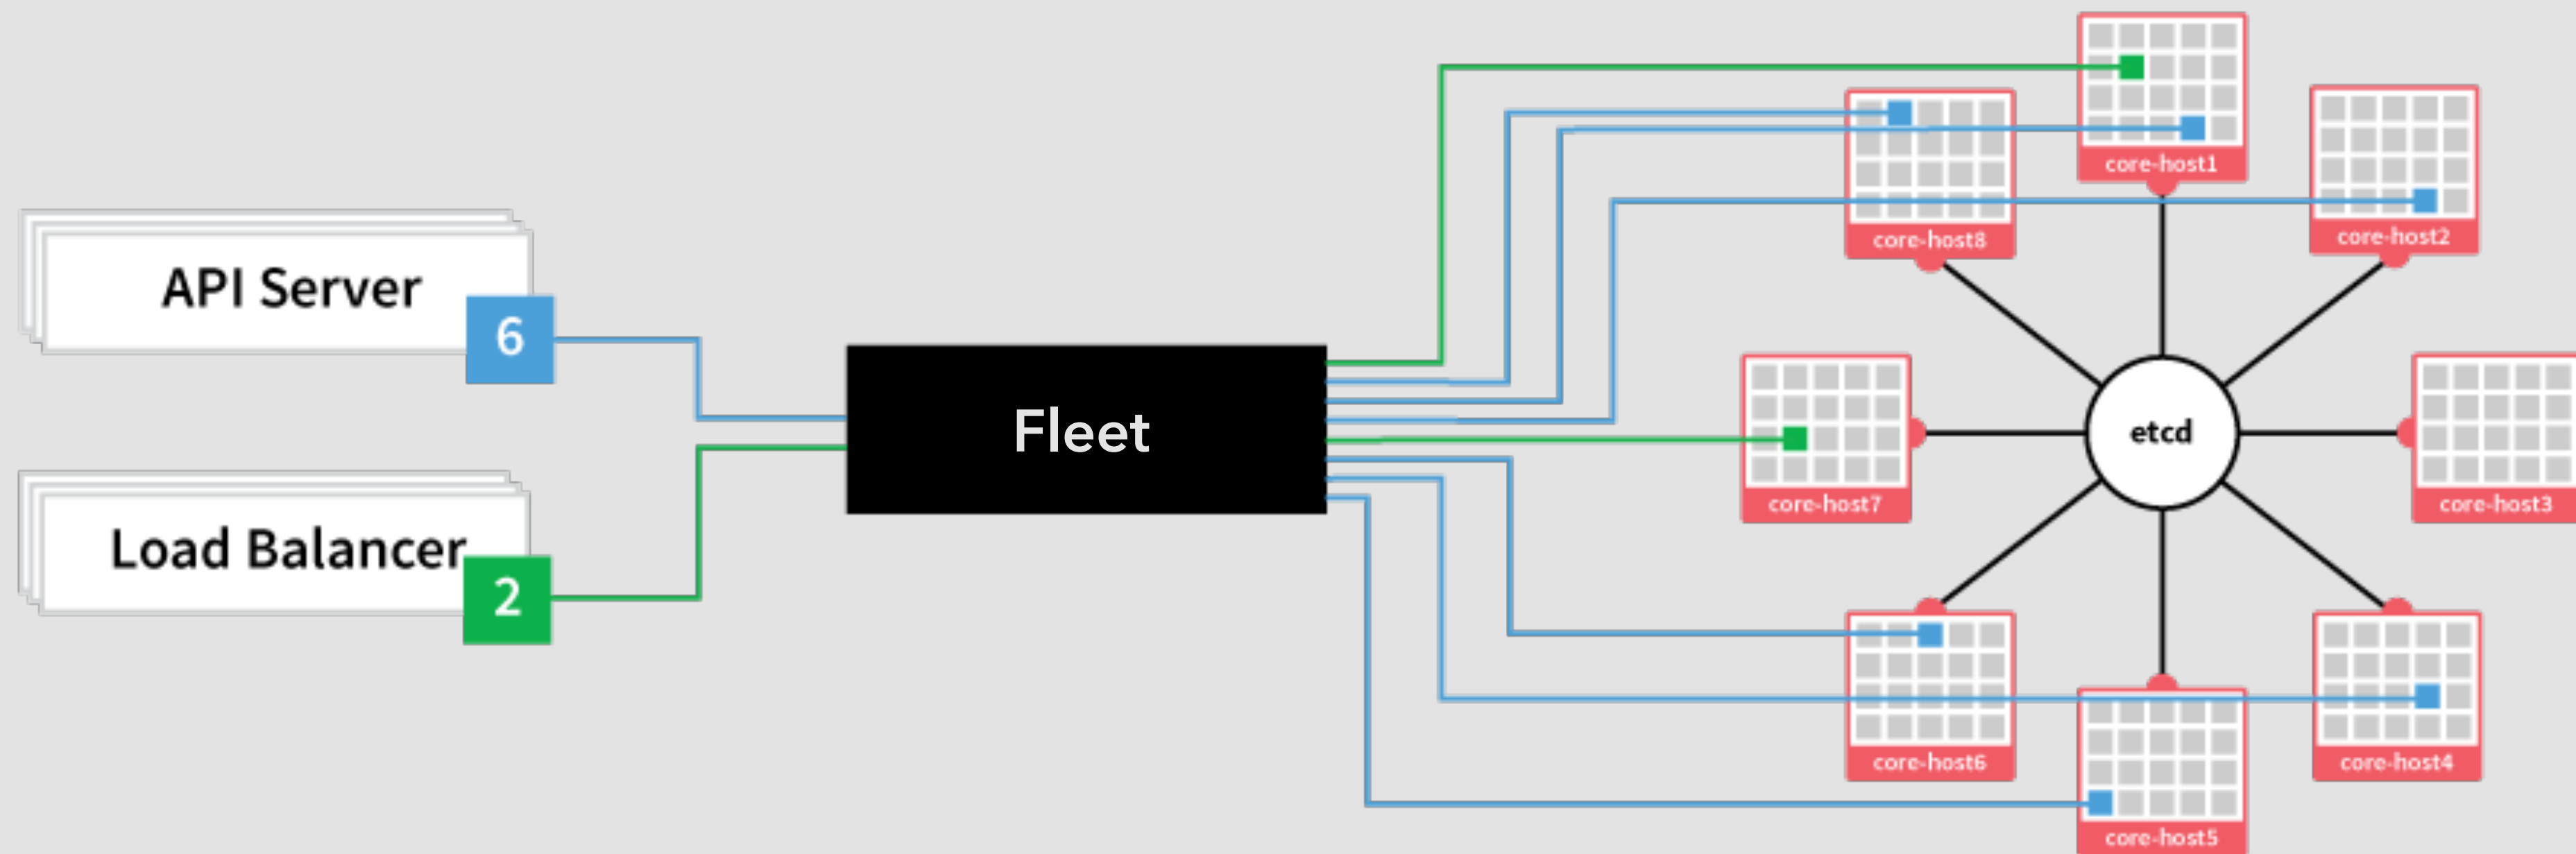 API Server
6
Load Balancer
2
Fleet
core-host1
core-host8
core-host2
core-host7
etcd
core-host3
core-host6
core-host4
core-host5